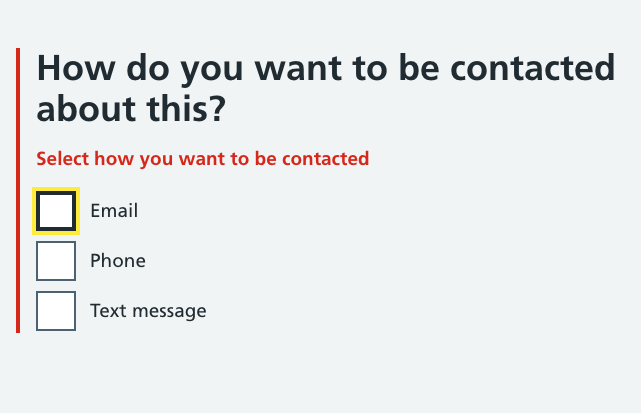 How do you want to be contacted
about this?
Select how you want to be contacted
Email
Phone
Text message